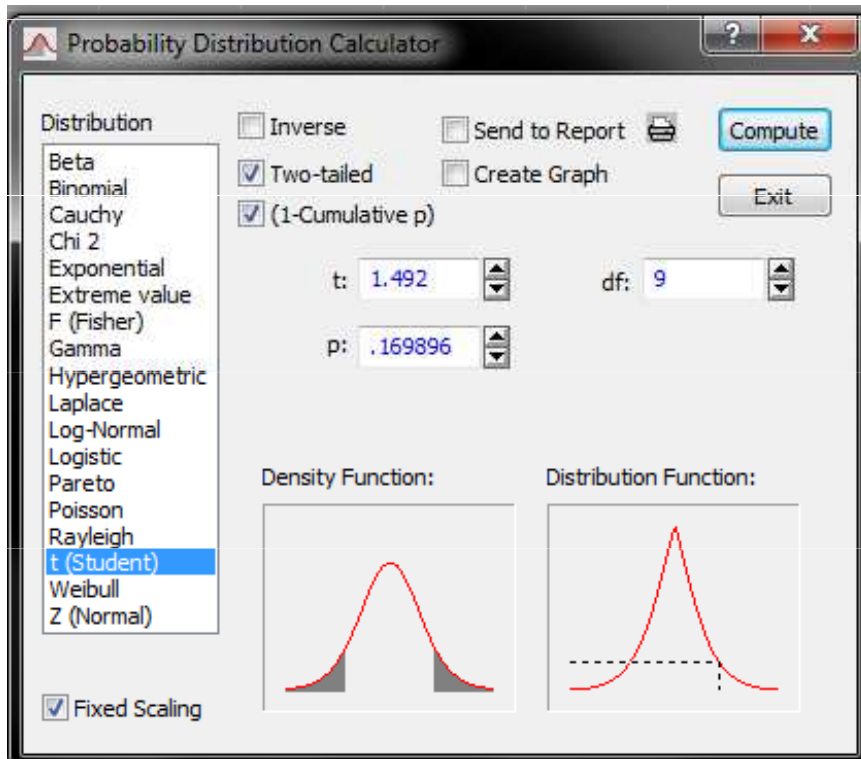 Probability Distribution Calculator
?
Distribution
Beta
Binomial
Cauchy
Chi 2
Exponential
Extreme value
F (Fisher)
Gamma
Hypergeometric
Laplace
Log-Normal
Logistic
Pareto
Poisson
Rayleigh
t (Student)
Weibull
Z (Normal)
Fixed Scaling
Inverse
Send to Report
Compute
Two-tailed
Create Graph
Exit
(1-Cumulative p)
t: 1.492
df: 9
p: .169896
Density Function:
Distribution Function: